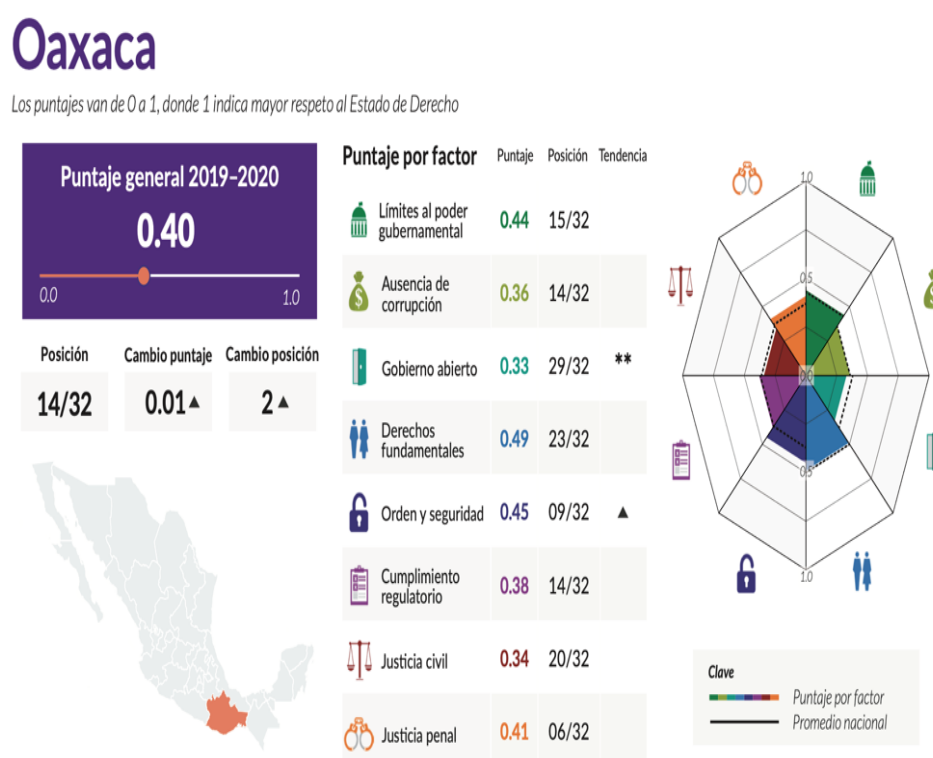 Oaxaca
Los puntajes van de 0 a 1, donde 1 indica mayor respeto al Estado de Derecho
Puntaje general 2019–2020
0.40
0.0 1.0
Posición Cambio puntaje Cambio posición
14/32 0.01▲ 2▲
Puntaje por factor Puntaje Posición Tendencia
Límites al poder
gubernamental 0.44 15/32
Ausencia de
corrupción 0.36 14/32
Gobierno abierto 0.33 29/32 **
Derechos
fundamentales 0.49 23/32
Orden y seguridad 0.45 09/32 ▲
Cumplimiento
regulatorio 0.38 14/32
Justicia civil 0.34 20/32
Justicia penal 0.41 06/32
1.0
0.5
0.0
0.5
1.0
Clave
Puntaje por factor
Promedio nacional